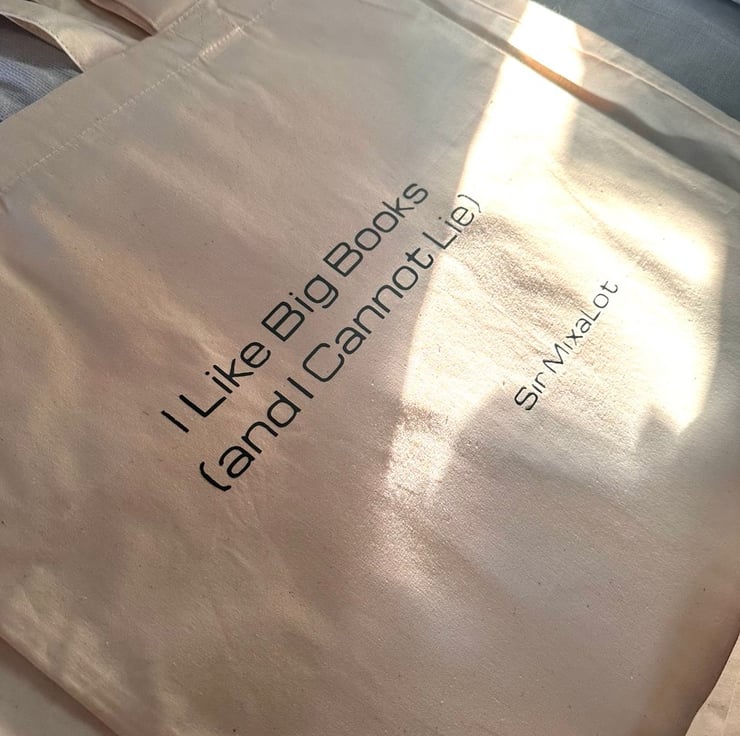 I Like Big Books
(and I Cannot Lie)
Sir MixaLot